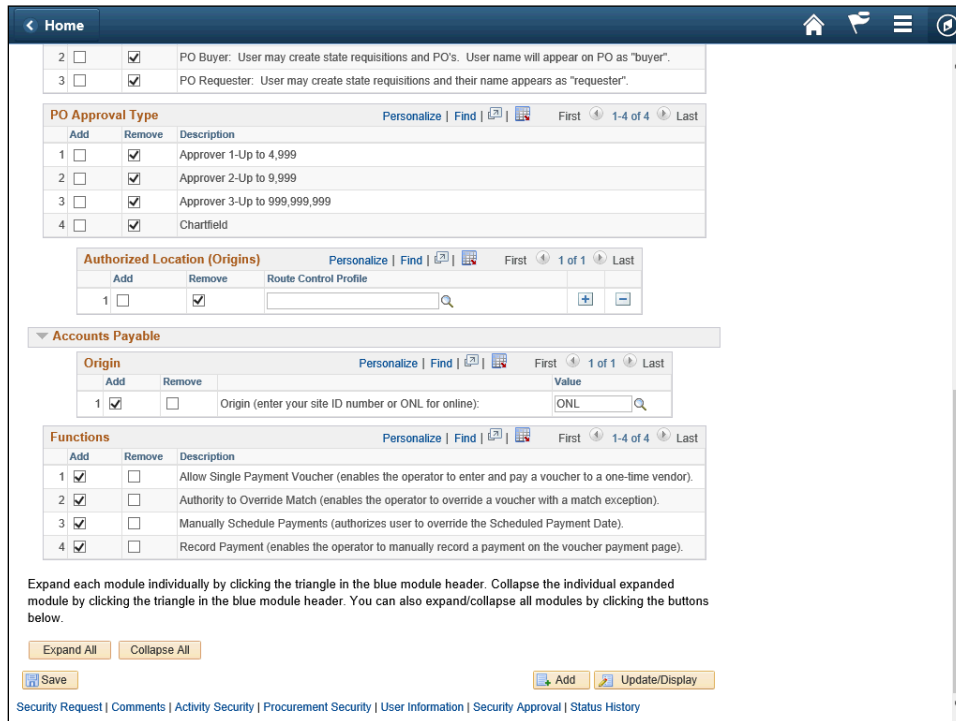 Home
2 PO Buyer: User may create state requisitions and PO's. User name will appear on PO as "buyer".
3 PO Requester: User may create state requisitions and their name appears as "requester".
PO Approval Type Personalize | Find | | First 1-4 of 4 Last
Add Remove Description
1 Approver 1-Up to 4,999
2 Approver 2-Up to 9,999
3 Approver 3-Up to 999,999,999
4 Chartfield
Authorized Location (Origins) Personalize | Find | | First 1 of 1 Last
Add Remove Route Control Profile
1
Accounts Payable
Origin Personalize | Find | | First 1 of 1 Last
Add Remove Value
1 Origin (enter your site ID number or ONL for online): ONL
Functions Personalize | Find | | First 1-4 of 4 Last
Add Remove Description
1 Allow Single Payment Voucher (enables the operator to enter and pay a voucher to a one-time vendor).
2 Authority to Override Match (enables the operator to override a voucher with a match exception).
3 Manually Schedule Payments (authorizes user to override the Scheduled Payment Date).
4 Record Payment (enables the operator to manually record a payment on the voucher payment page).
Expand each module individually by clicking the triangle in the blue module header. Collapse the individual expanded
module by clicking the triangle in the blue module header. You can also expand/collapse all modules by clicking the buttons
below.
Expand All Collapse All
Save Add Update/Display
Security Request | Comments | Activity Security | Procurement Security | User Information | Security Approval | Status History